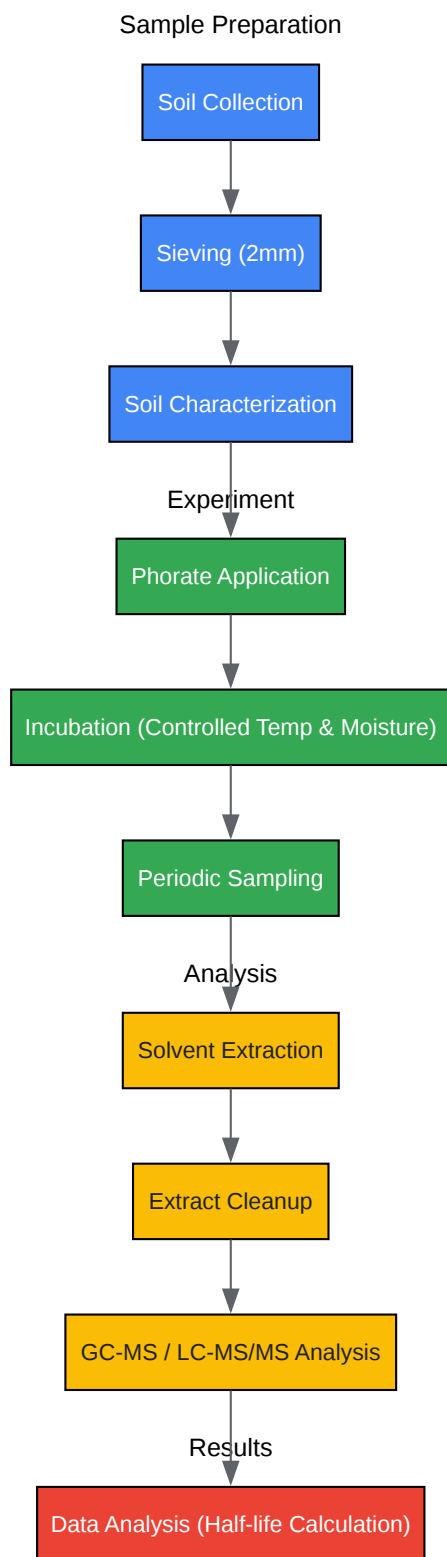 Sample Preparation
Soil Collection
Sieving (2mm)
Soil Characterization
Experiment
Phorate Application
Incubation (Controlled Temp & Moisture)
Periodic Sampling
Analysis
Solvent Extraction
Extract Cleanup
GC-MS / LC-MS/MS Analysis
Results
Data Analysis (Half-life Calculation)